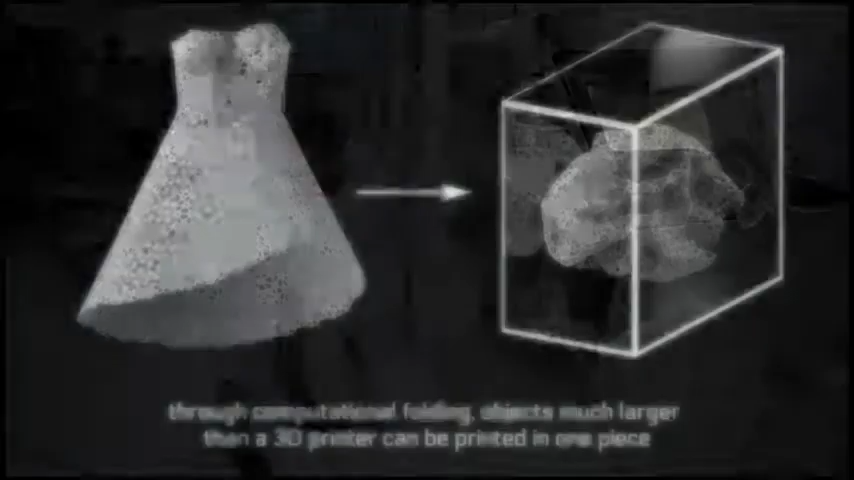 through computational folding, objects much larger
than a 3D printer can be printed in one piece